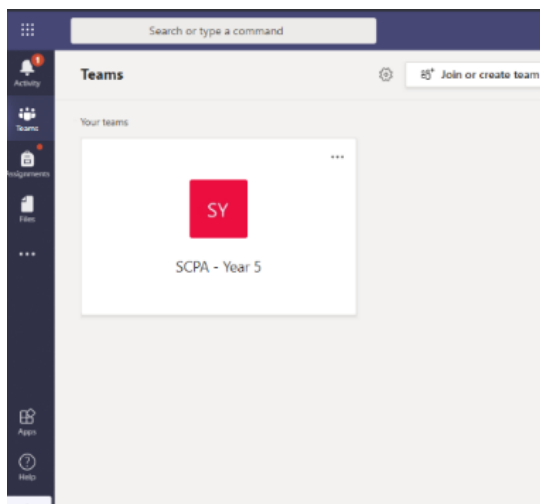 Search or type a command
1
Activity
Teams
Join or create team
Teams
Your teams
Assignments
...
SY
Files
SCPA - Year 5
...
Apps
Help